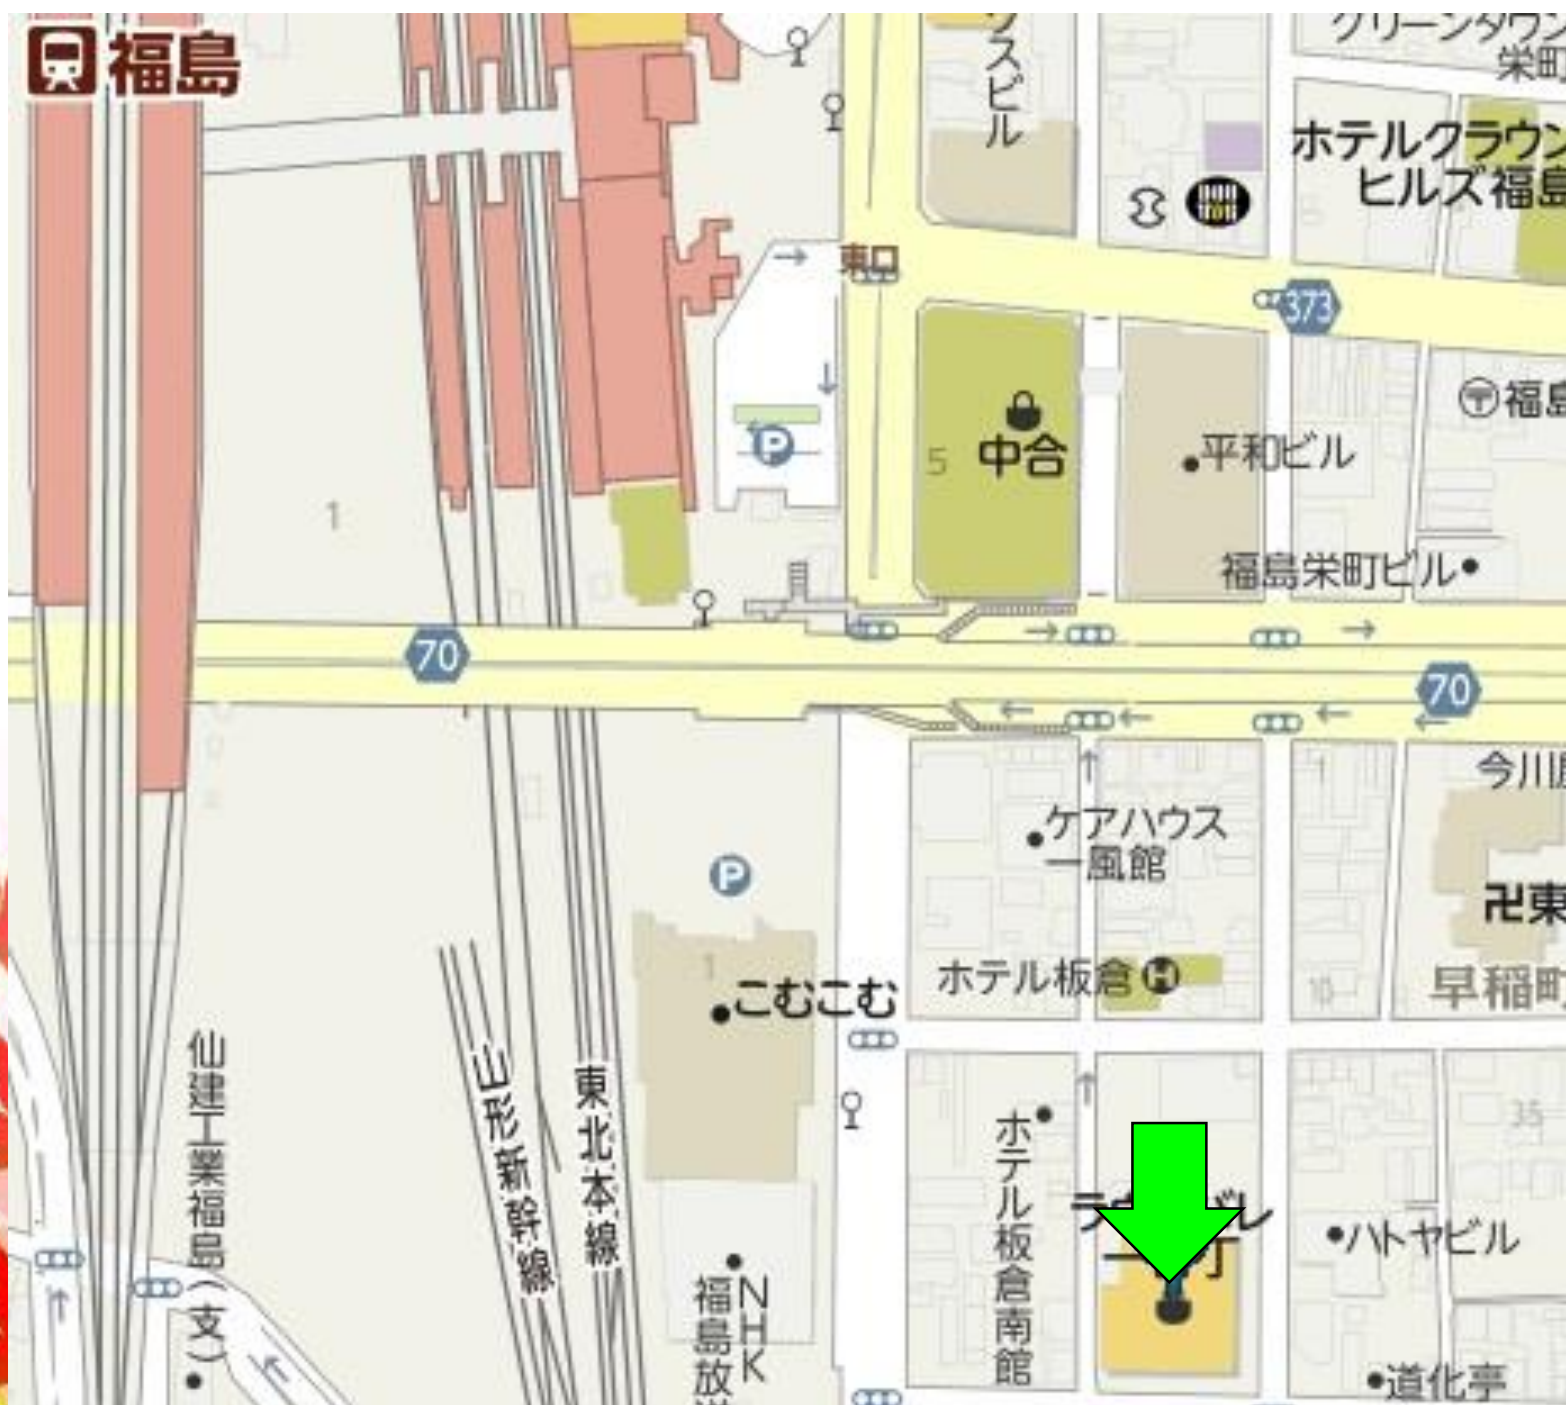 福島
スビル
グリーンタウン
栄町
ホテルクラウン
ヒルズ福島
東口
373
〒福島
中合
5
平和ビル
1
福島栄町ビル
70
70
今川
1
ケアハウス
一風館
P
P
卍東
1
こむこむ
ホテル板倉
H
10
早稲町
仙建工業福島(支)
山形新幹線
東北本線
ホテル板倉南館
35
ハトヤビル
NHK
福島放送
道化亭